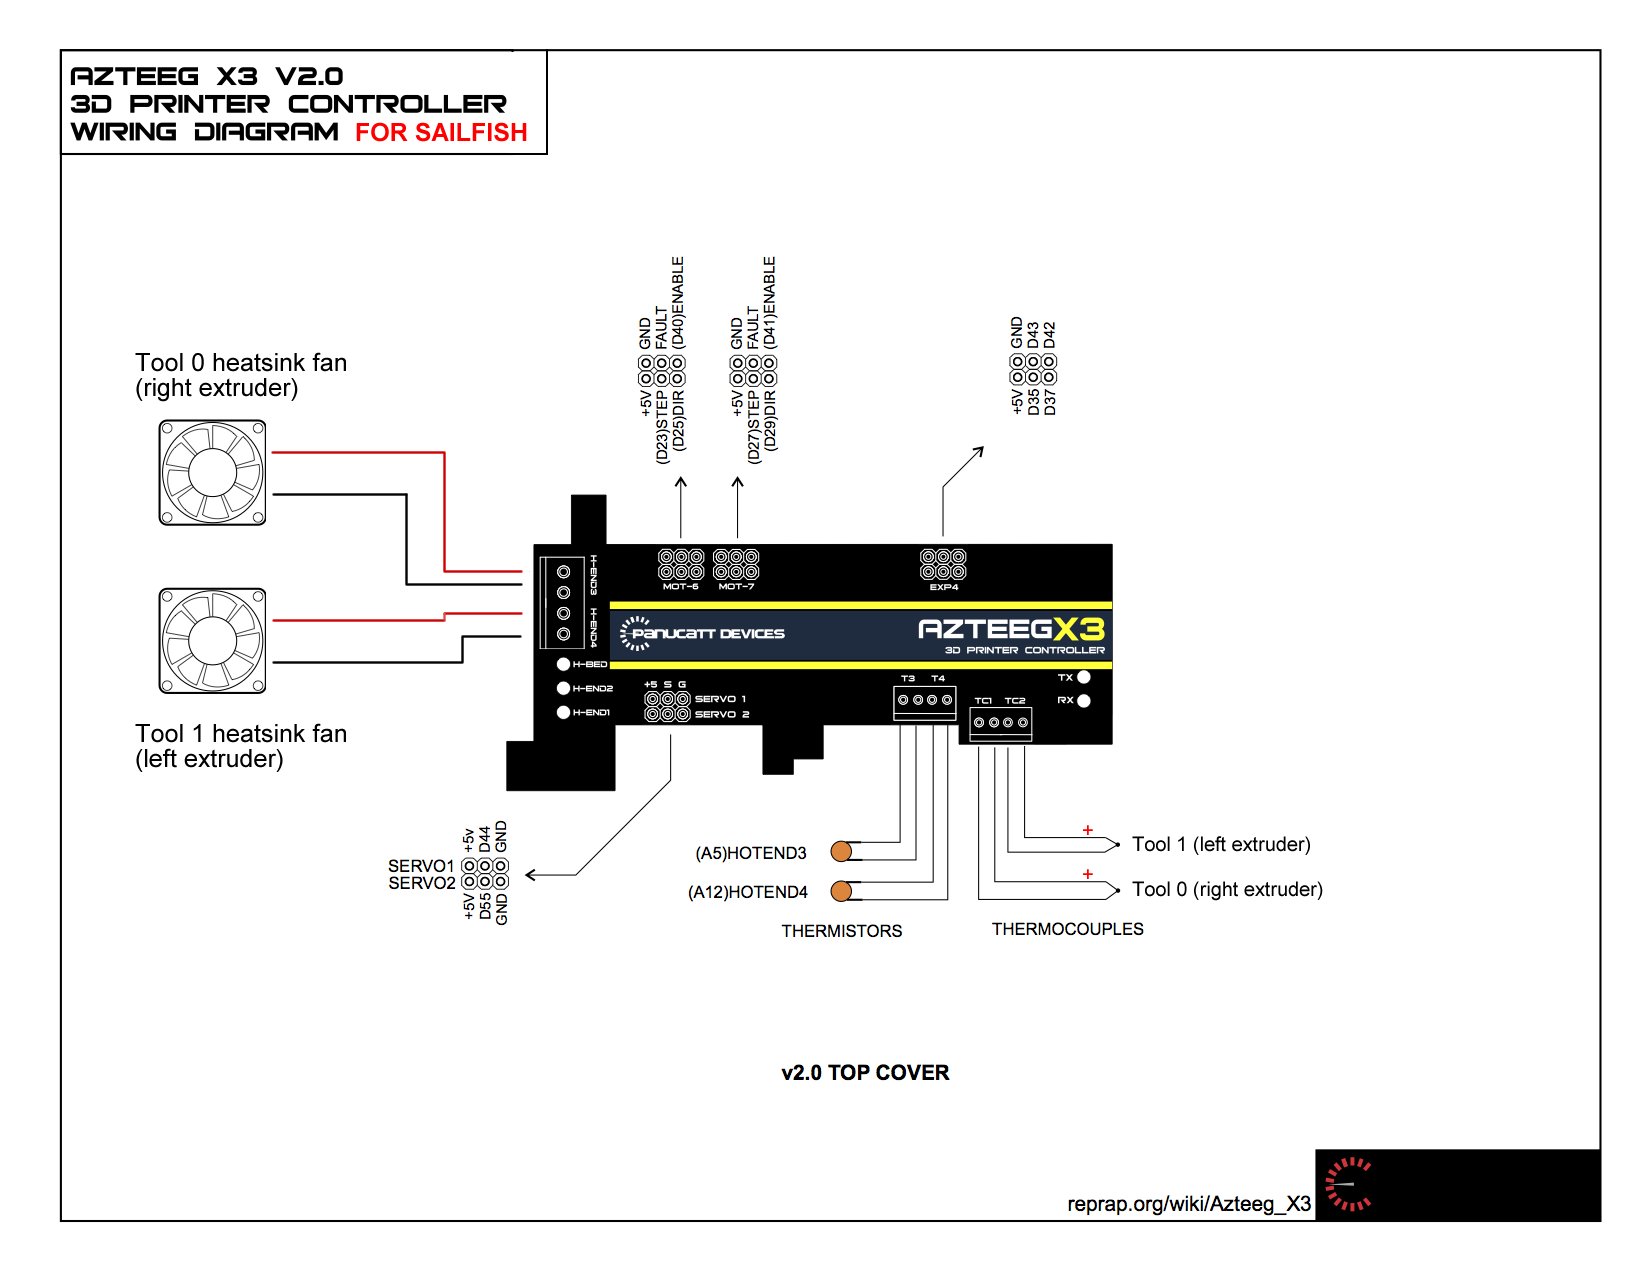 AZTEEG X3 V2.0
3D PRINTER CONTROLLER
WIRING DIAGRAM FOR SAILFISH
Tool 0 heatsink fan
(right extruder)
Tool 1 heatsink fan
(left extruder)
+5V GND
(D23)STEP FAULT
(D25)DIR (D40)ENABLE
+5V GND
(D27)STEP FAULT
(D29)DIR (D41)ENABLE
+5V GND
D35 D43
D37 D42
H-END3
H-END4
MOT-6
MOT-7
EXP4
PANUCATT DEVICES
AZTEEGX3
3D PRINTER CONTROLLER
H-BED
H-END2
H-END1
+5 S G
SERVO 1
SERVO 2
T3 T4
TC1 TC2
TX
RX
+5v D44 GND
SERVO1
SERVO2
+5V D55 GND
(A5)HOTEND3
(A12)HOTEND4
THERMISTORS
+
Tool 1 (left extruder)
+
Tool 0 (right extruder)
THERMOCOUPLES
v2.0 TOP COVER
reprap.org/wiki/Azteeg_X3